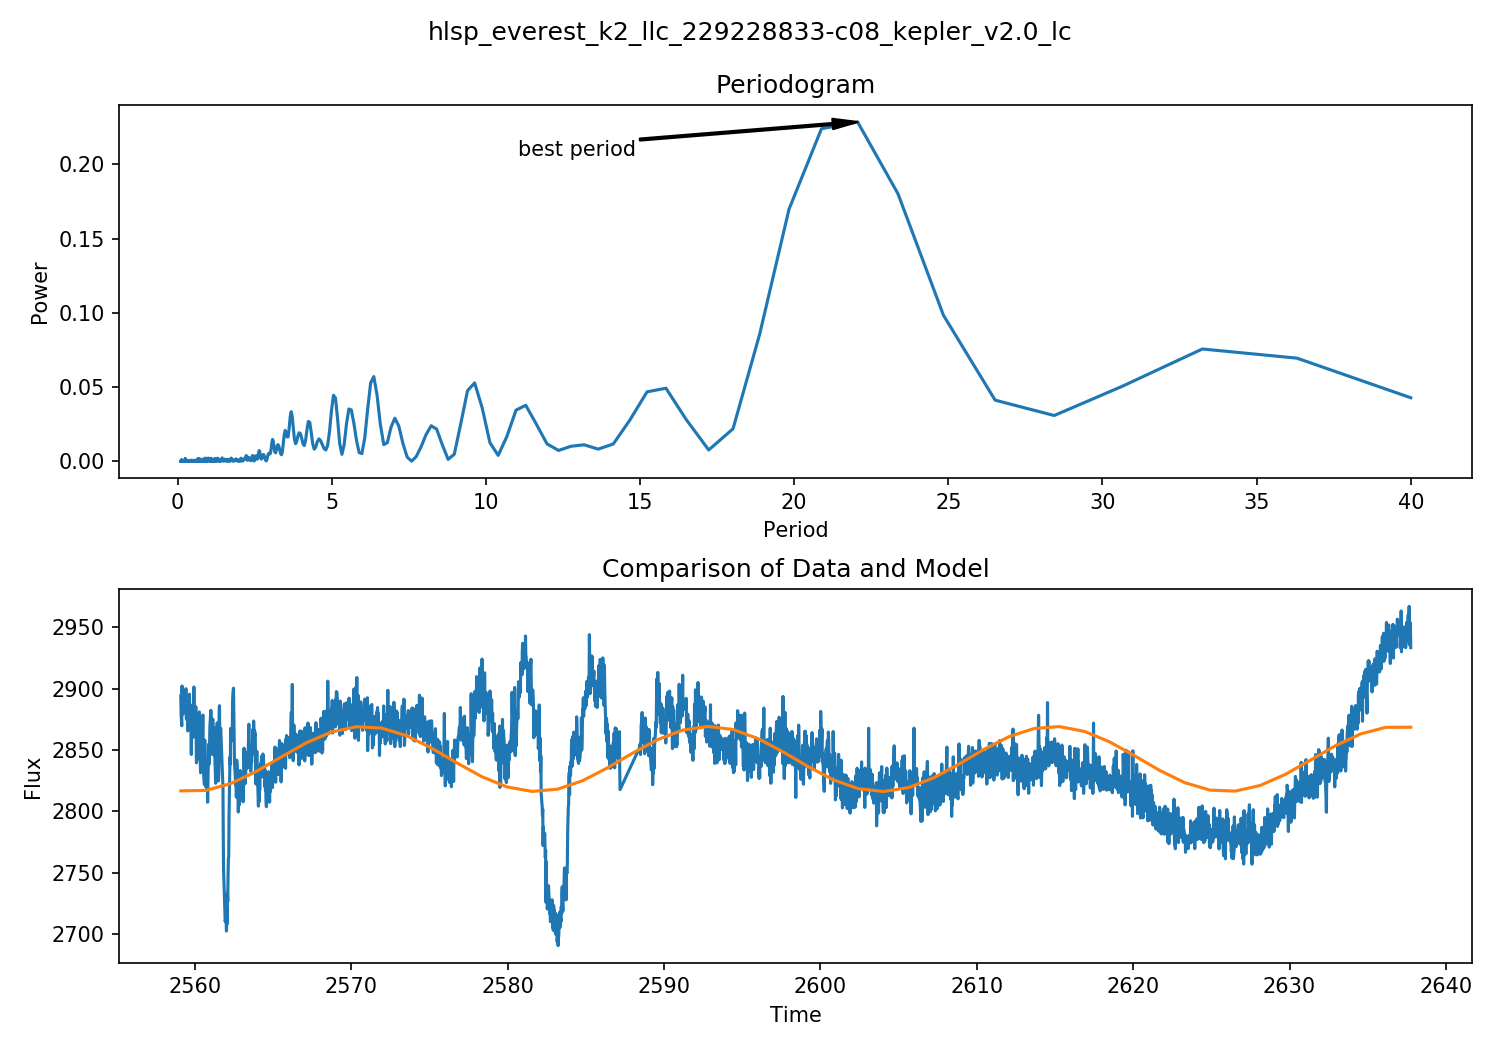 hlsp_everest_k2_llc_229228833-c08_kepler_v2.0_lc
Periodogram
best period
0.20
0.15
0.10
0.05
0.00
Power
0 5 10 15 20 25 30 35 40
Period
Comparison of Data and Model
2950
2900
2850
2800
2750
2700
Flux
2560 2570 2580 2590 2600 2610 2620 2630 2640
Time